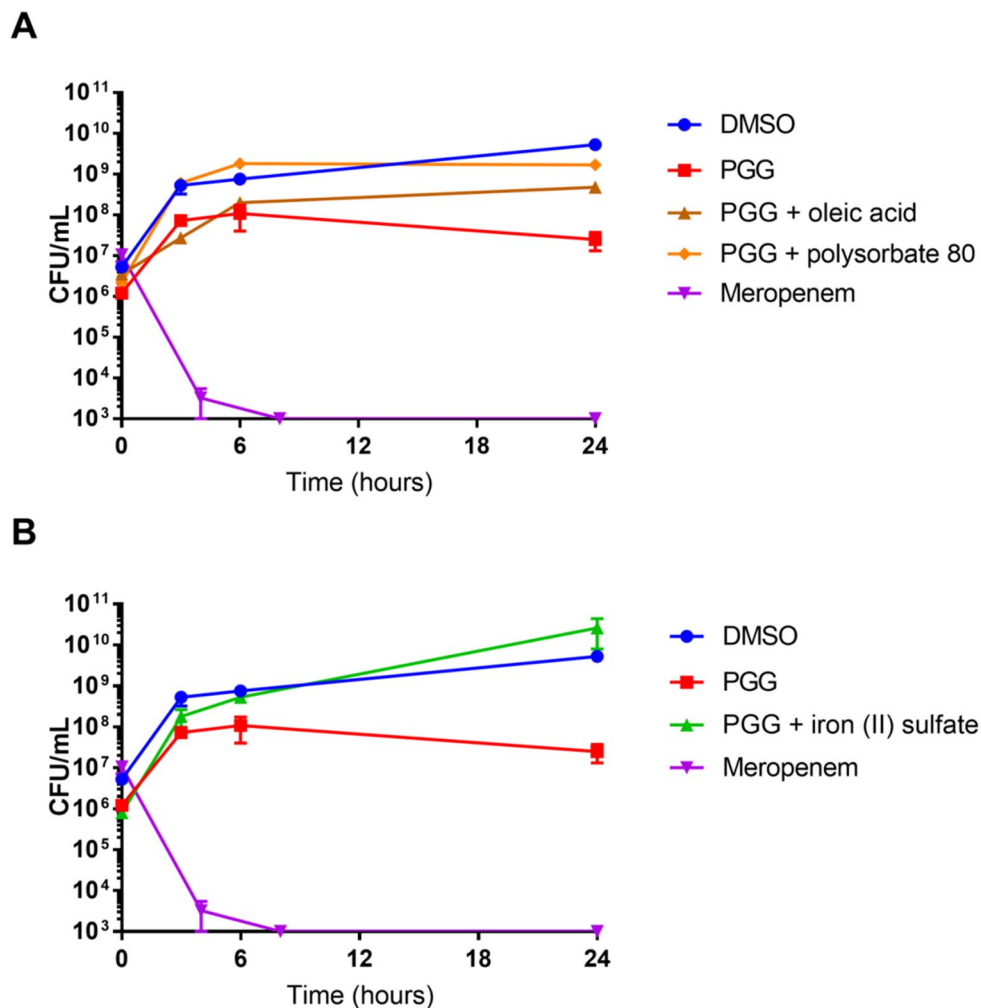 A
10¹¹
10¹⁰
10⁹
10⁸
10⁷
10⁶
10⁵
10⁴
10³
CFU/mL
0 6 12 18 24
Time (hours)
DMSO
PGG
PGG + oleic acid
PGG + polysorbate 80
Meropenem
B
10¹¹
10¹⁰
10⁹
10⁸
10⁷
10⁶
10⁵
10⁴
10³
CFU/mL
0 6 12 18 24
Time (hours)
DMSO
PGG
PGG + iron (II) sulfate
Meropenem